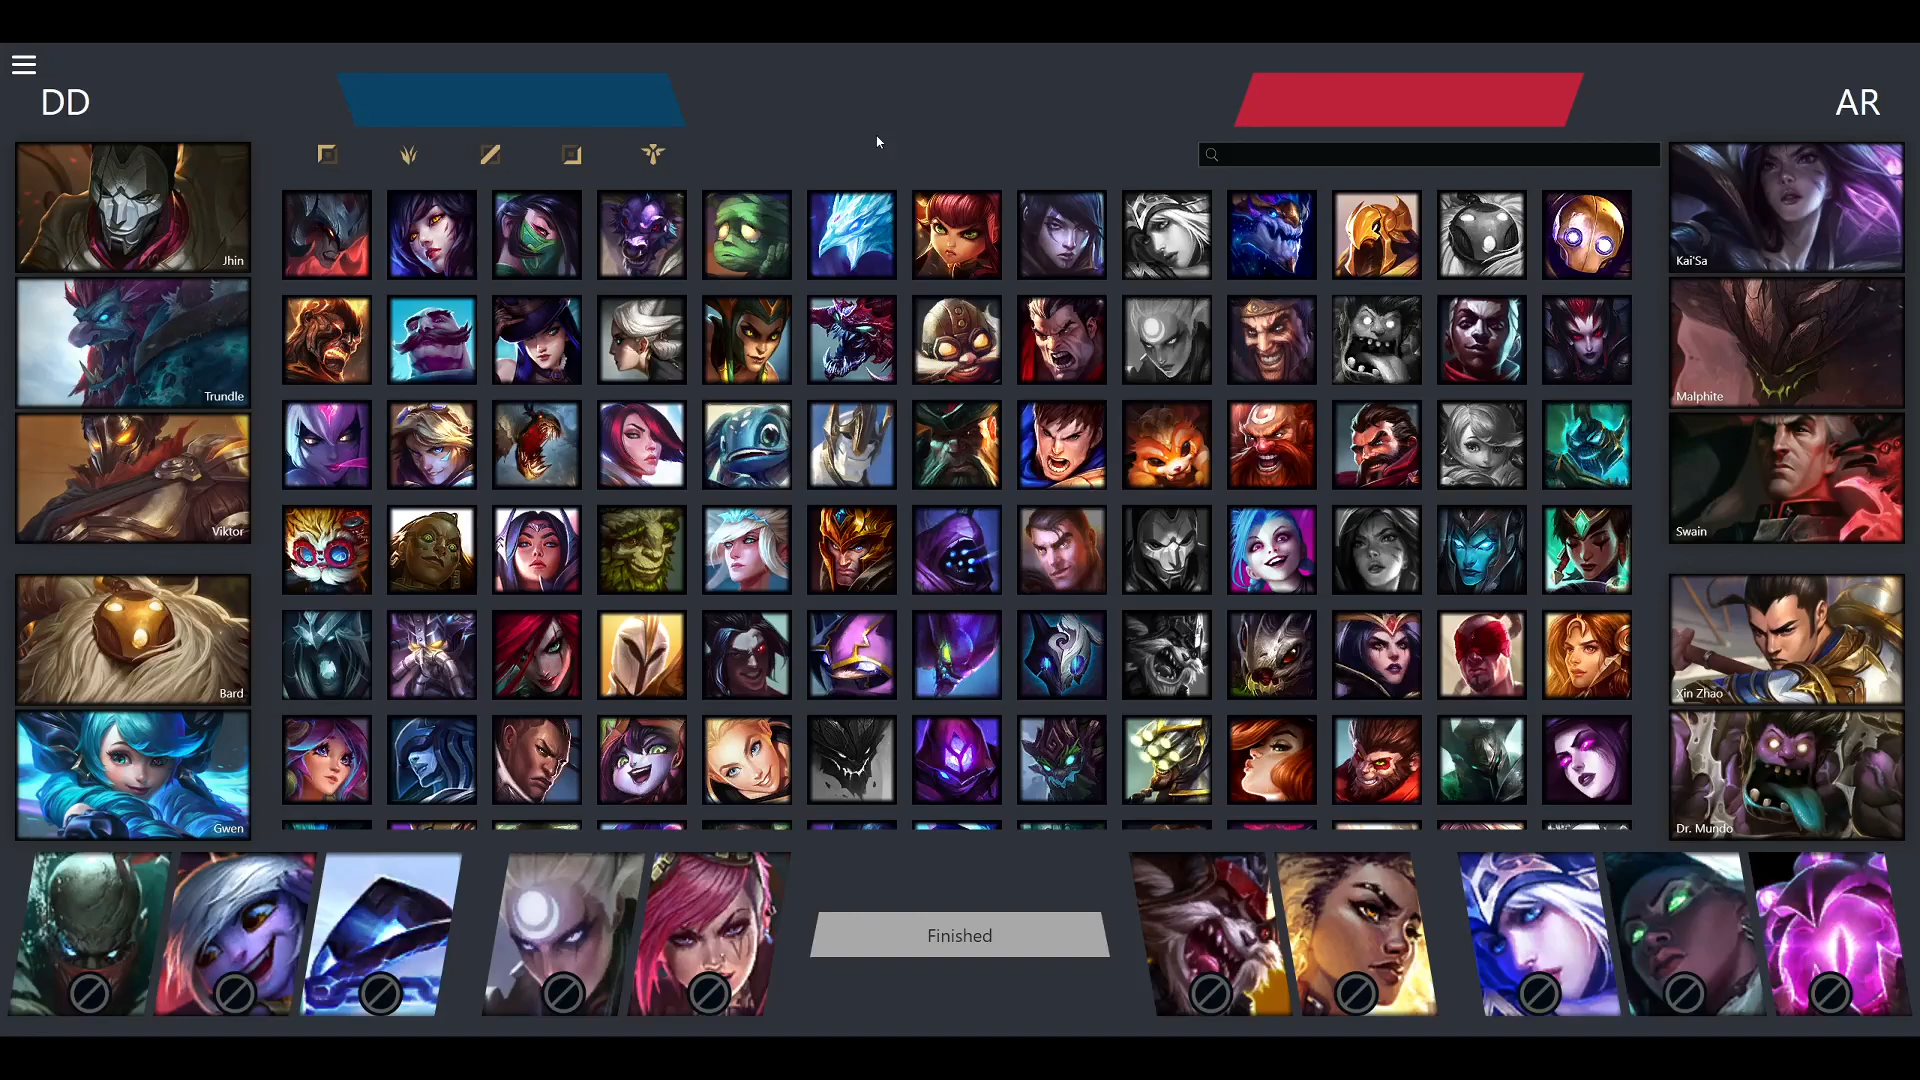 DD
AR
Jhin
Trundle
Viktor
Bard
Gwen
Kai'Sa
Malphite
Swain
Xin Zhao
Dr. Mundo
Finished